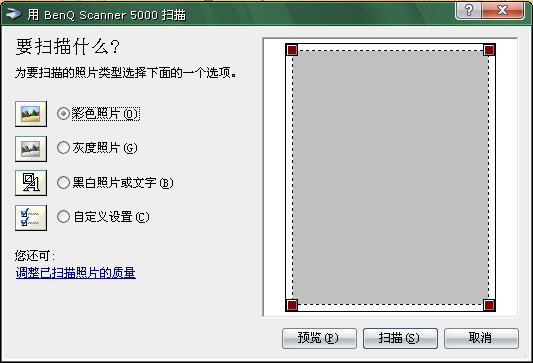 用 BenQ Scanner 5000 扫描
要扫描什么?
为要扫描的照片类型选择下面的一个选项。
彩色照片(O)
灰度照片(G)
黑白照片或文字(B)
自定义设置(C)
您还可:
调整已扫描照片的质量
预览(P)
扫描(S)
取消